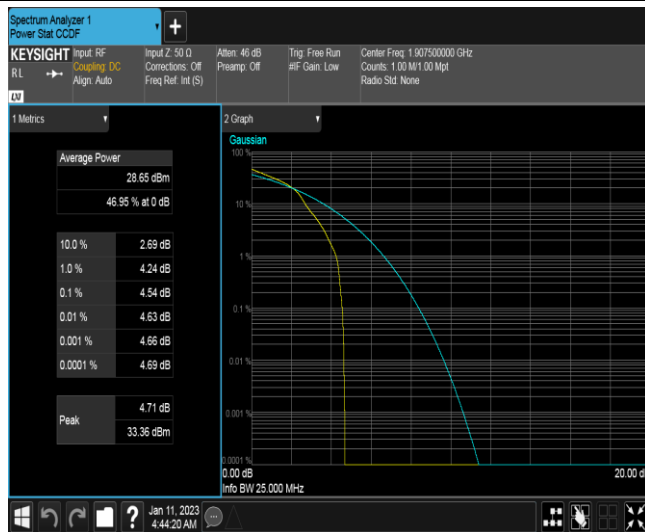 Spectrum Analyzer 1
Power Stat CCDF
+
KEYSIGHT
RL
LXI
Input: RF
Coupling: DC
Align: Auto
Input Z: 50 Ω
Corrections: Off
Freq Ref: Int (S)
Atten: 46 dB
Preamp: Off
Trig: Free Run
#IF Gain: Low
Center Freq: 1.907500000 GHz
Counts: 1.00 M/1.00 Mpt
Radio Std: None
1 Metrics
Average Power
28.65 dBm
46.95 % at 0 dB
10.0 % 2.69 dB
1.0 % 4.24 dB
0.1 % 4.54 dB
0.01 % 4.63 dB
0.001 % 4.66 dB
0.0001 % 4.69 dB
Peak
4.71 dB
33.36 dBm
2 Graph
Gaussian
100 %
10 %
1 %
0.1 %
0.01 %
0.001 %
0.0001 %
0.00 dB
20.00 d
Info BW 25.000 MHz
?
Jan 11, 2023
4:44:20 AM